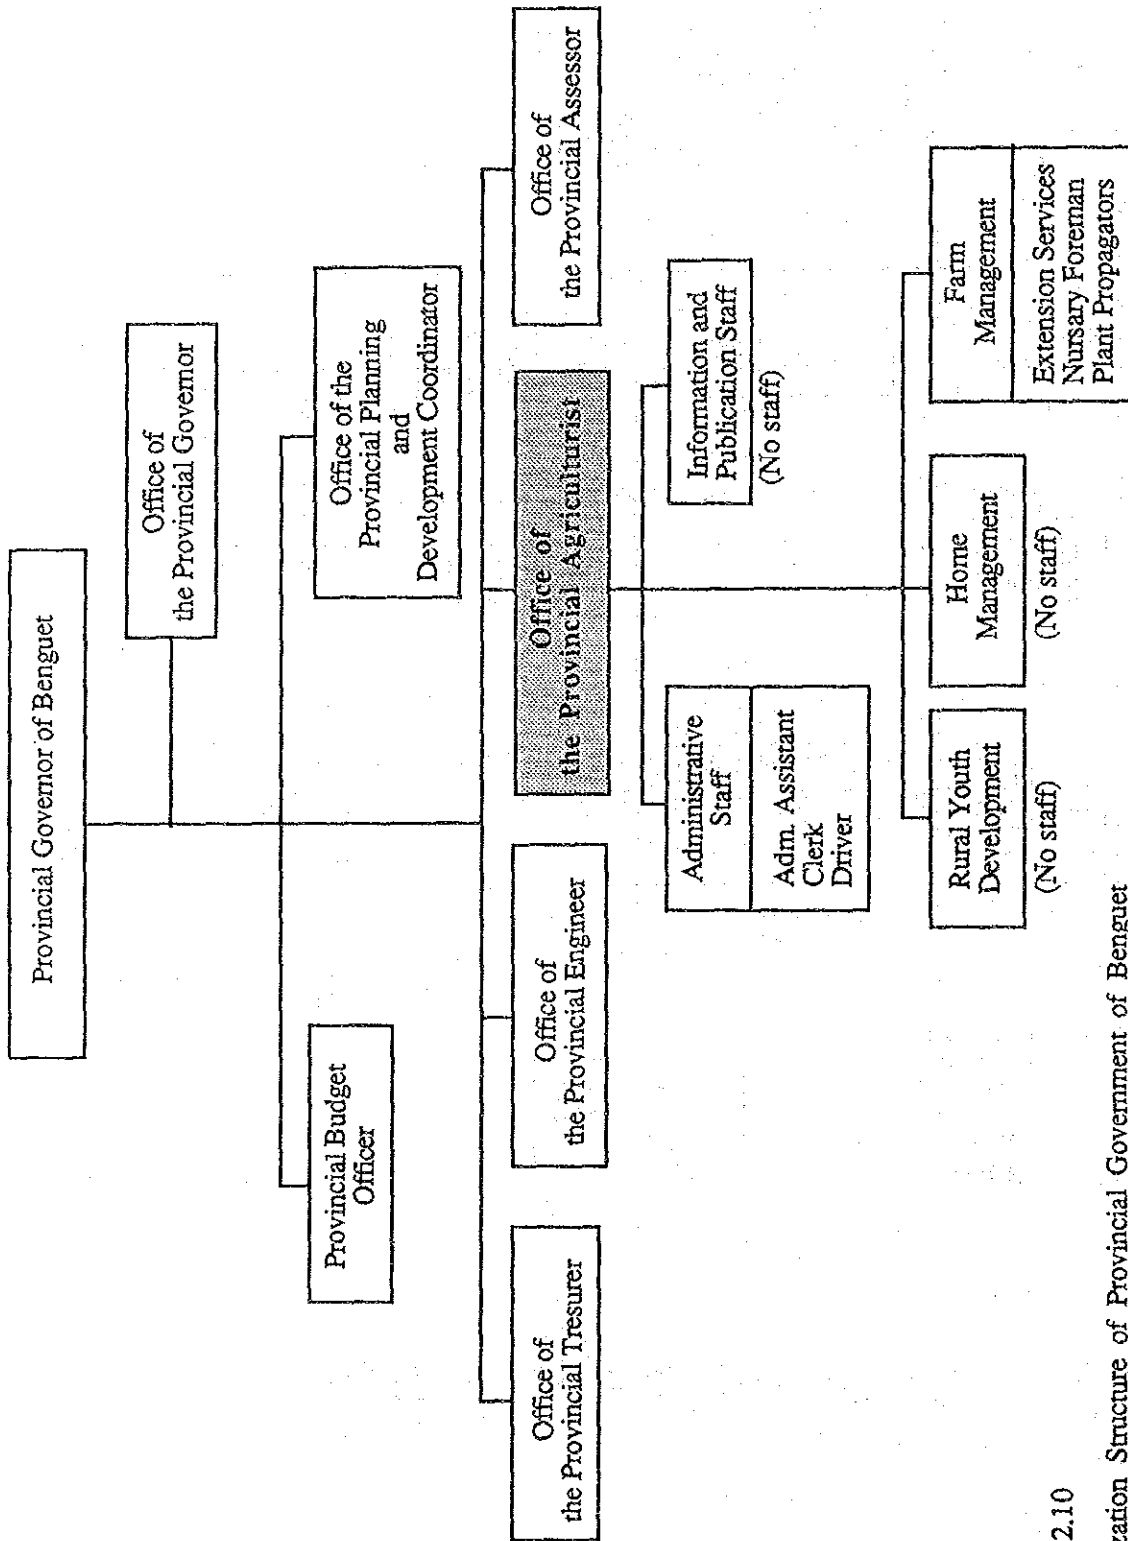 Provincial Governor of Benguet
Office of
the Provincial Governor
Provincial Budget
Officer
Office of the
Provincial Planning
and
Development Coordinator
Office of
the Provincial Tresurer
Office of
the Provincial Engineer
Office of
the Provincial Agriculturist
Office of
the Provincial Assessor
Administrative
Staff
Adm. Assistant
Clerk
Driver
Information and
Publication Staff
(No staff)
Rural Youth
Development
(No staff)
Home
Management
(No staff)
Farm
Management
Extension Services
Nursary Foreman
Plant Propagators
2.10
zation Structure of Provincial Government of Benguet